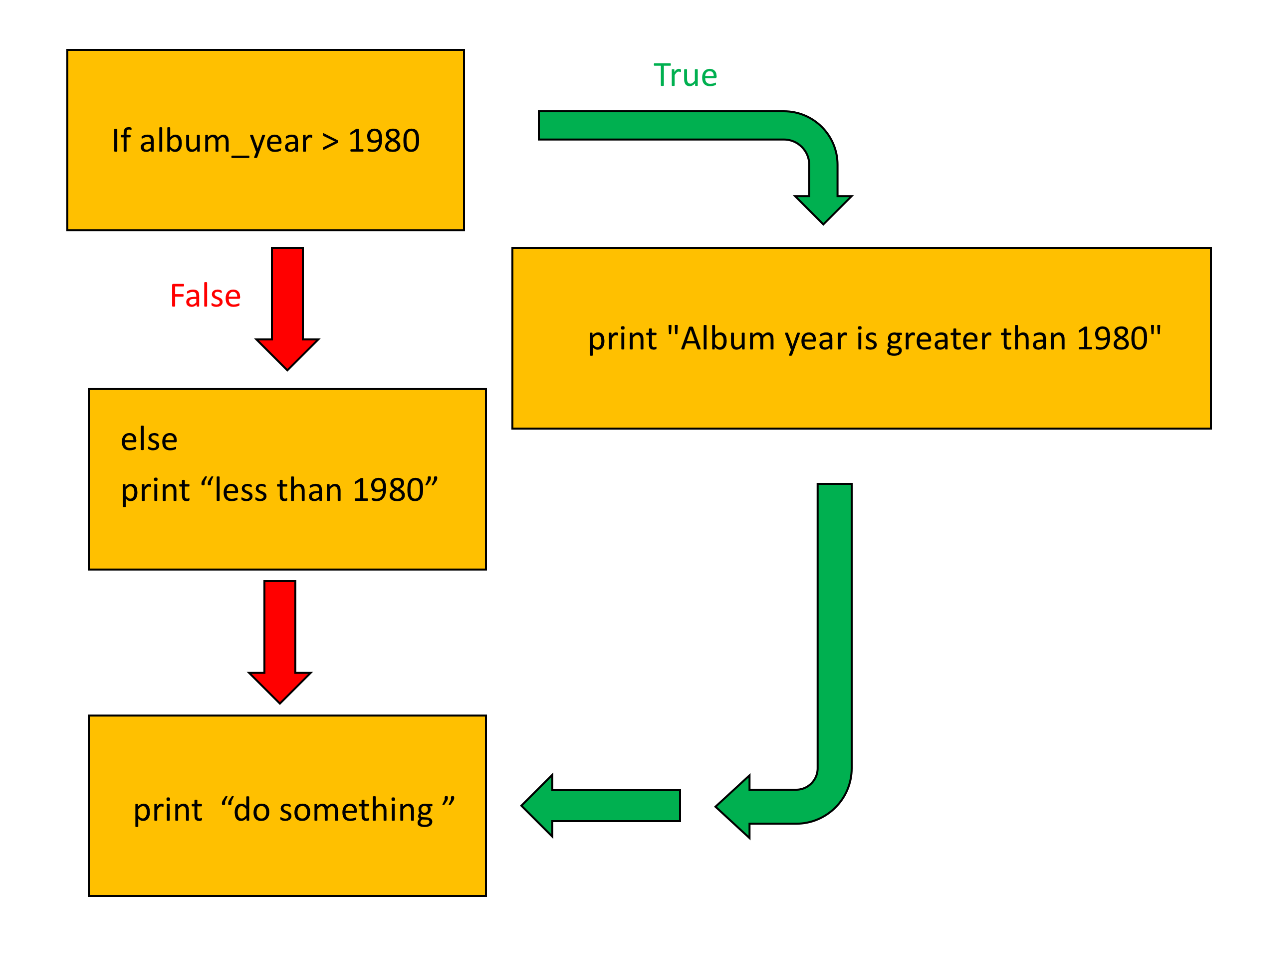 If album_year > 1980
True
False
print "Album year is greater than 1980"
else
print “less than 1980”
print  “do something ”